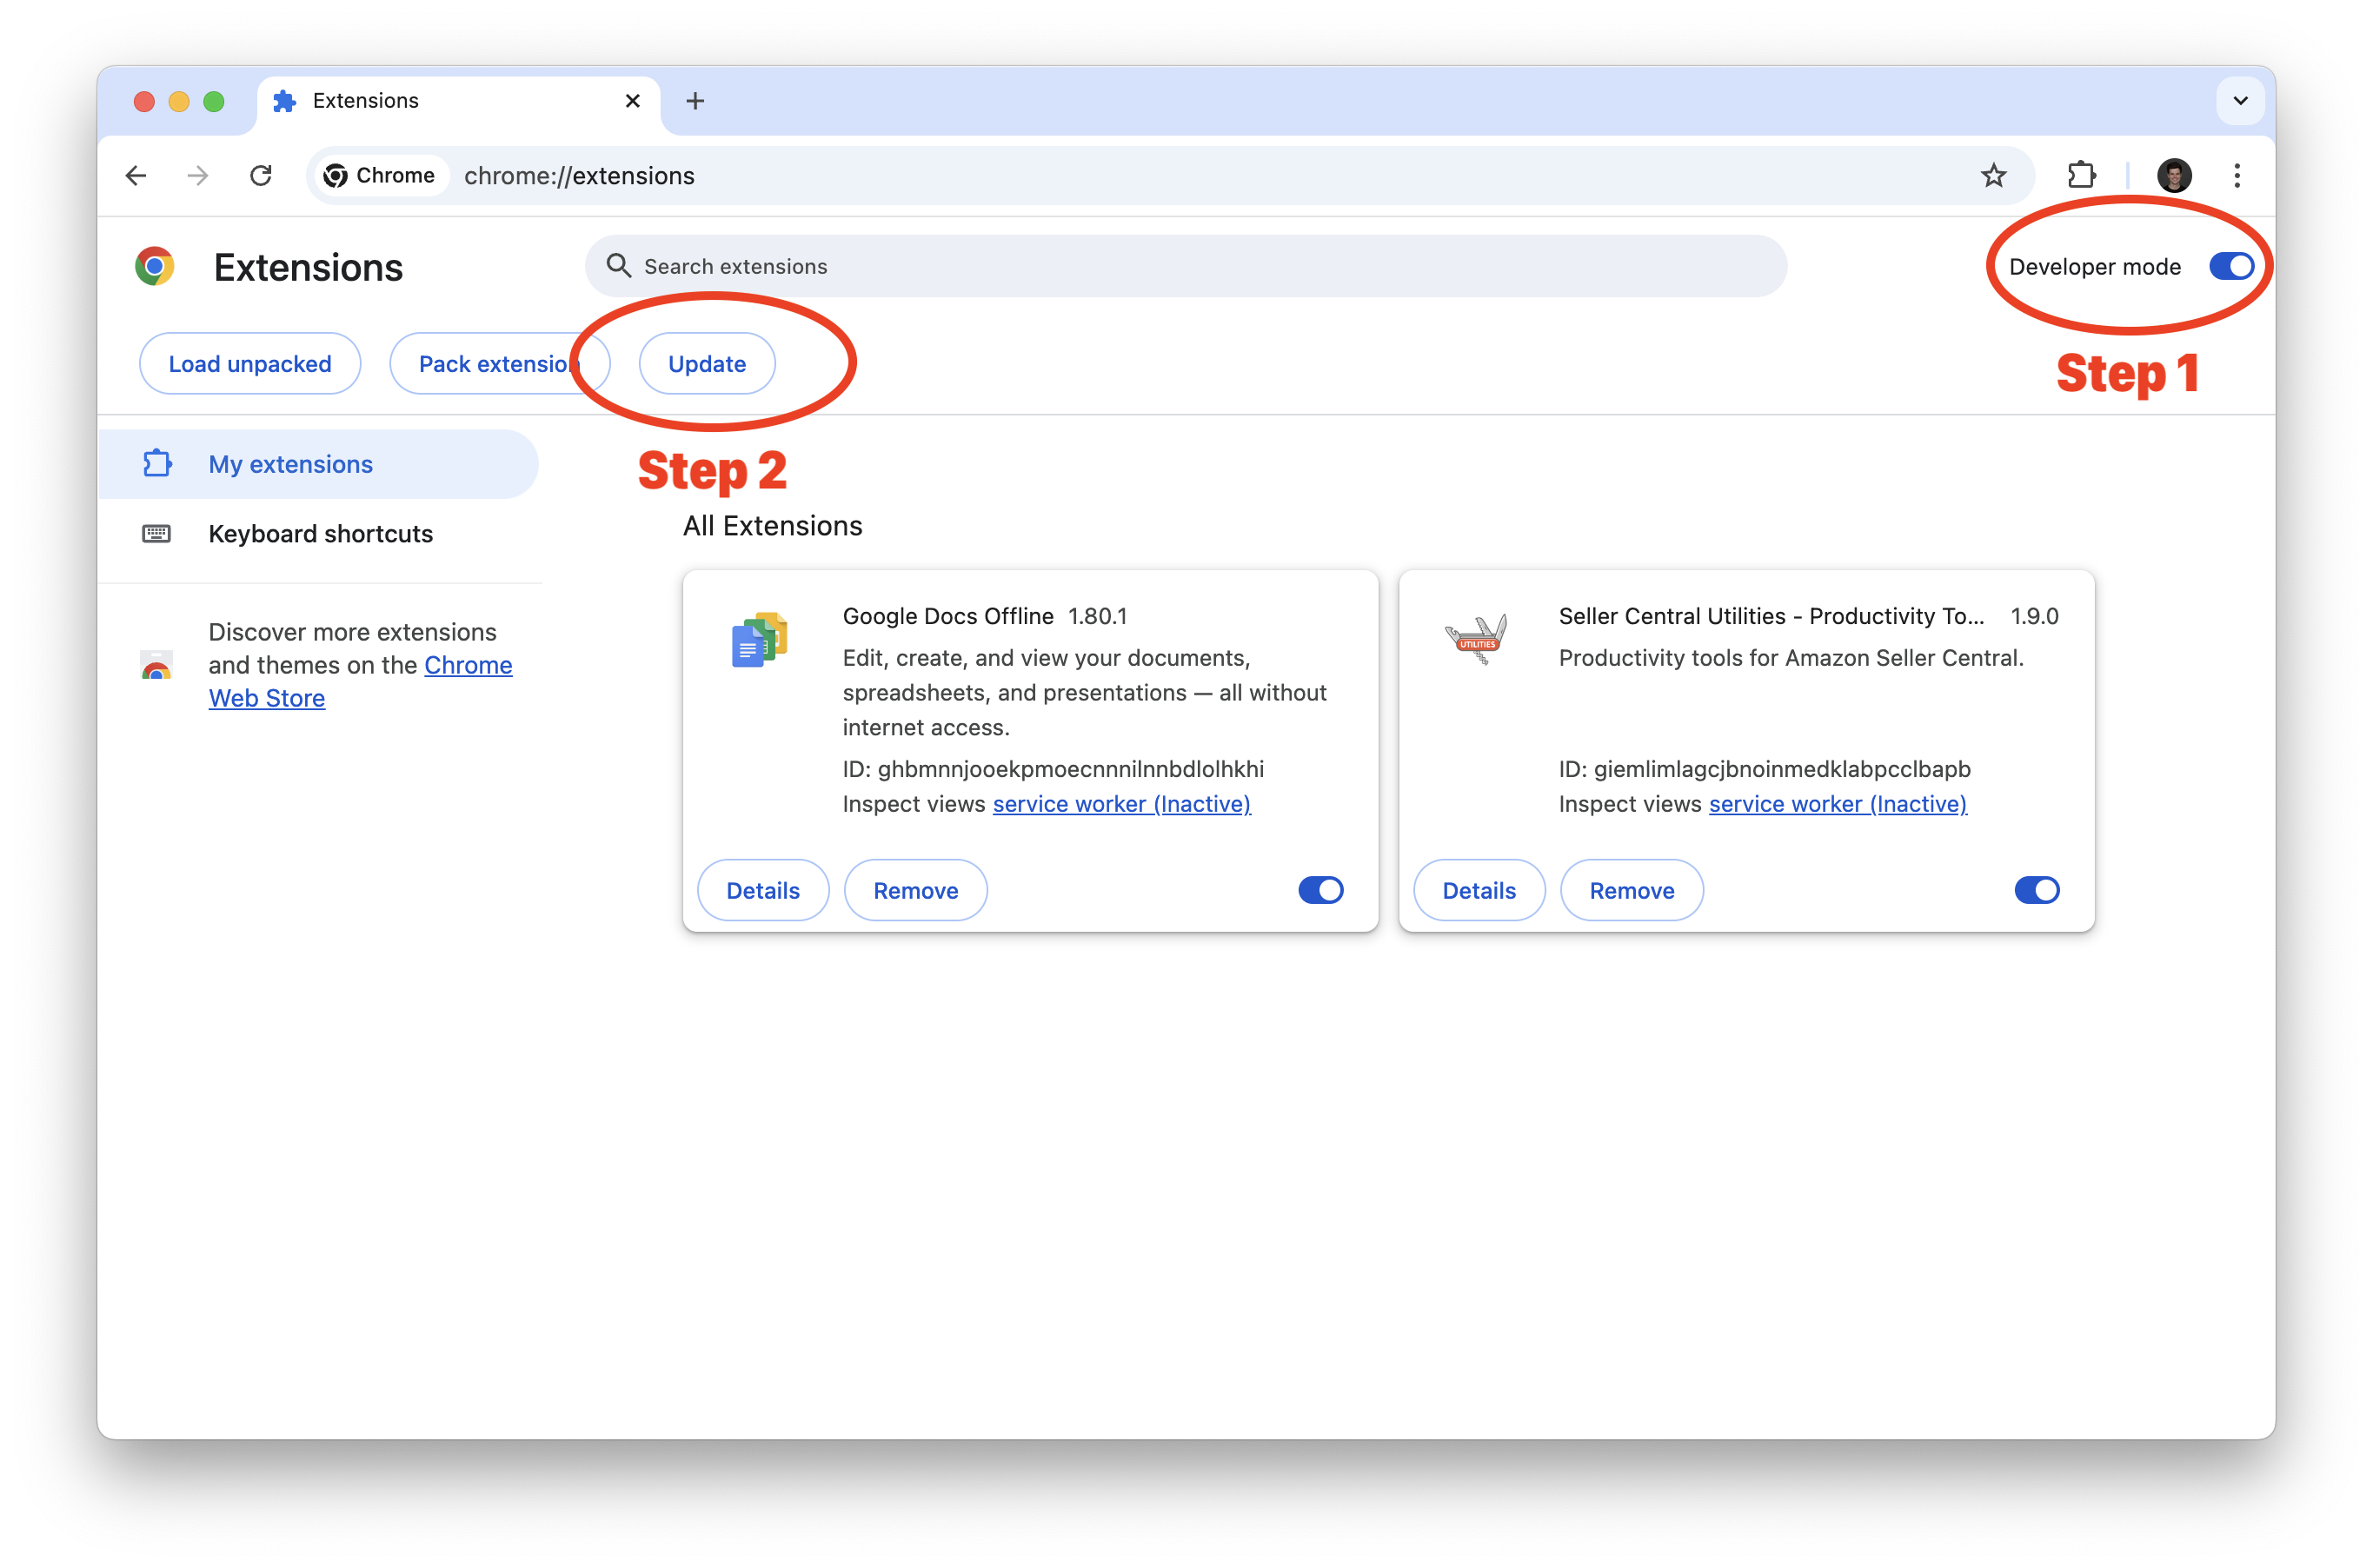 Extensions
Chrome
chrome://extensions
Extensions
Search extensions
Developer mode
Load unpacked
Pack extension
Update
Step 1
My extensions
Step 2
Keyboard shortcuts
Discover more extensions
and themes on the Chrome
Web Store
All Extensions
Google Docs Offline 1.80.1
Edit, create, and view your documents,
spreadsheets, and presentations — all without
internet access.
ID: ghbmnnjooekpmoecnnnilnnbdlolhkhi
Inspect views service worker (Inactive)
Details
Remove
UTILITIES
Seller Central Utilities - Productivity To... 1.9.0
Productivity tools for Amazon Seller Central.
ID: giemlimlagcjbnoinmedklabpcclbapb
Inspect views service worker (Inactive)
Details
Remove